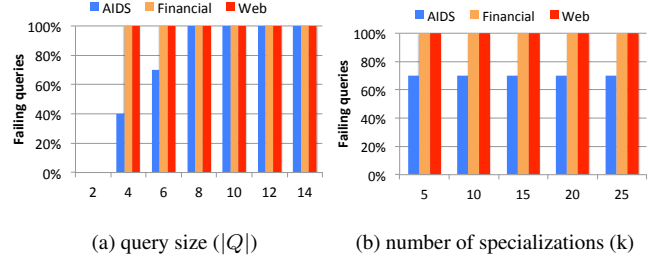 AIDS Financial Web
100%
80%
60%
40%
20%
0%
Failing queries
2 4 6 8 10 12 14
(a) query size (|Q|)
AIDS Financial Web
100%
80%
60%
40%
20%
0%
Failing queries
5 10 15 20 25
(b) number of specializations (k)